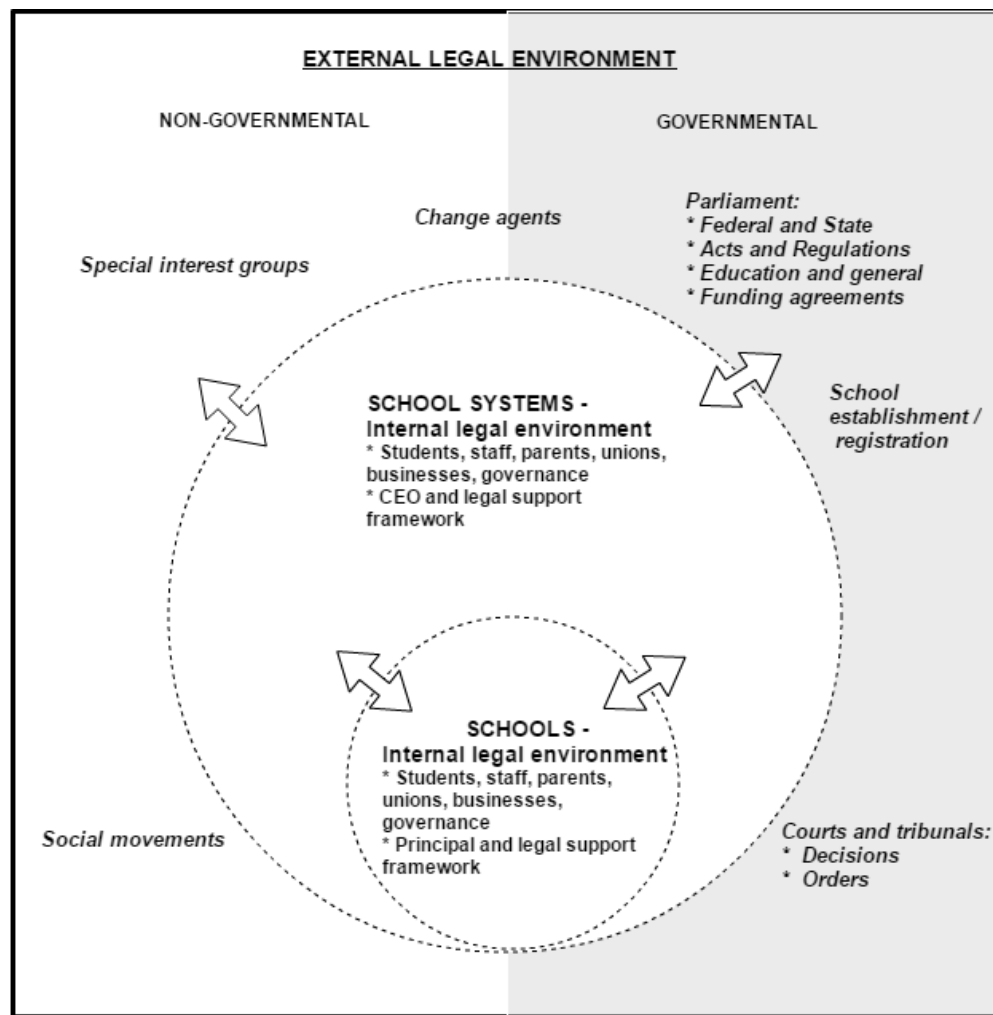 EXTERNAL LEGAL ENVIRONMENT
NON-GOVERNMENTAL
GOVERNMENTAL
Change agents
Special interest groups
Parliament:
* Federal and State
* Acts and Regulations
* Education and general
* Funding agreements
School
establishment /
registration
SCHOOL SYSTEMS -
Internal legal environment
* Students, staff, parents, unions,
businesses, governance
* CEO and legal support
framework
SCHOOLS -
Internal legal environment
* Students, staff, parents,
unions, businesses,
governance
* Principal and legal support
framework
Social movements
Courts and tribunals:
* Decisions
* Orders